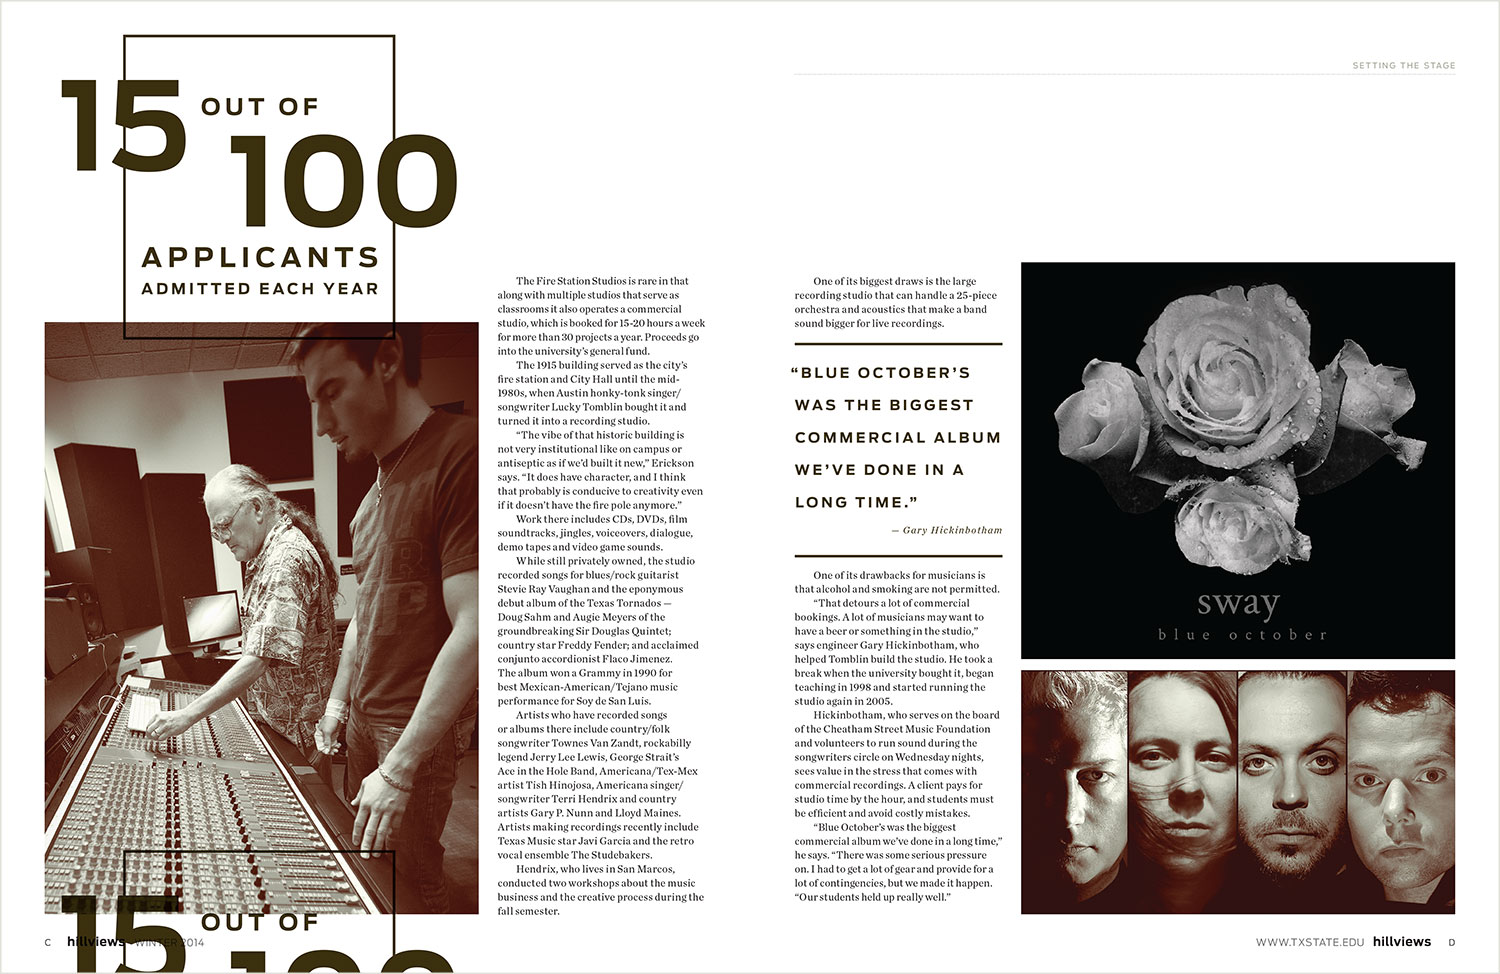 15 OUT OF
100
APPLICANTS
ADMITTED EACH YEAR
The Fire Station Studios is rare in that
along with multiple studios that serve as
classrooms it also operates a commercial
studio, which is booked for 15-20 hours a week
for more than 30 projects a year. Proceeds go
into the university’s general fund.
The 1915 building served as the city’s
fire station and City Hall until the mid-
1980s, when Austin honky-tonk singer/
songwriter Lucky Tomblin bought it and
turned it into a recording studio.
“The vibe of that historic building is
not very institutional like on campus or
antiseptic as if we’d built it new,” Erickson
says. “It does have character, and I think
that probably is conducive to creativity even
if it doesn’t have the fire pole anymore.”
Work there includes CDs, DVDs, film
soundtracks, jingles, voiceovers, dialogue,
demo tapes and video game sounds.
While still privately owned, the studio
recorded songs for blues/rock guitarist
Stevie Ray Vaughan and the eponymous
debut album of the Texas Tornados —
Doug Sahm and Augie Meyers of the
groundbreaking Sir Douglas Quintet;
country star Freddy Fender; and acclaimed
conjunto accordionist Flaco Jimenez.
The album won a Grammy in 1990 for
best Mexican-American/Tejano music
performance for Soy de San Luis.
Artists who have recorded songs
or albums there include country/folk
songwriter Townes Van Zandt, rockabilly
legend Jerry Lee Lewis, George Strait’s
Ace in the Hole Band, Americana/Tex-Mex
artist Tish Hinojosa, Americana singer/
songwriter Terri Hendrix and country
artists Gary P. Nunn and Lloyd Maines.
Artists making recordings recently include
Texas Music star Javi Garcia and the retro
vocal ensemble The Studebakers.
Hendrix, who lives in San Marcos,
conducted two workshops about the music
business and the creative process during the
fall semester.
15 OUT OF
100
C hillviews WINTER 2014
SETTING THE STAGE
One of its biggest draws is the large
recording studio that can handle a 25-piece
orchestra and acoustics that make a band
sound bigger for live recordings.
“BLUE OCTOBER’S
WAS THE BIGGEST
COMMERCIAL ALBUM
WE’VE DONE IN A
LONG TIME.”
— Gary Hickinbotham
One of its drawbacks for musicians is
that alcohol and smoking are not permitted.
“That detours a lot of commercial
bookings. A lot of musicians may want to
have a beer or something in the studio,”
says engineer Gary Hickinbotham, who
helped Tomblin build the studio. He took a
break when the university bought it, began
teaching in 1998 and started running the
studio again in 2005.
Hickinbotham, who serves on the board
of the Cheatham Street Music Foundation
and volunteers to run sound during the
songwriters circle on Wednesday nights,
sees value in the stress that comes with
commercial recordings. A client pays for
studio time by the hour, and students must
be efficient and avoid costly mistakes.
“Blue October’s was the biggest
commercial album we’ve done in a long time,”
he says. “There was some serious pressure
on. I had to get a lot of gear and provide for a
lot of contingencies, but we made it happen.
“Our students held up really well.”
sway
blue october
WWW.TXSTATE.EDU hillviews D